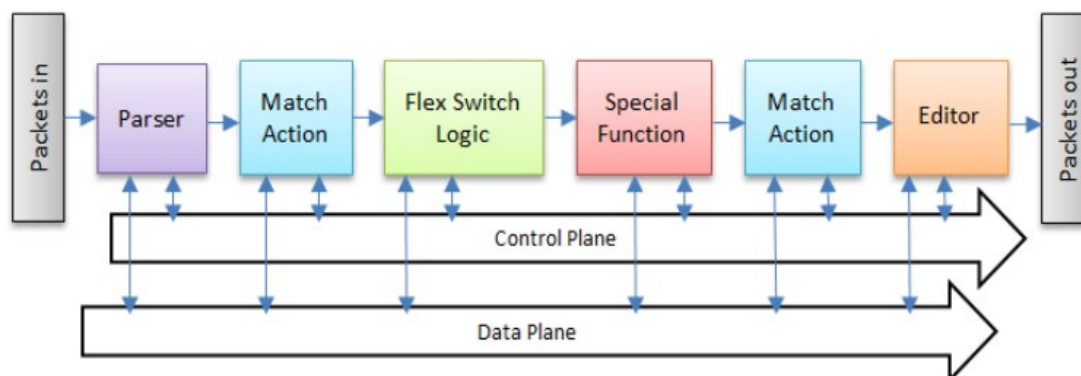 Packets in
Parser
Match
Action
Flex Switch
Logic
Special
Function
Match
Action
Editor
Packets out
Control Plane
Data Plane